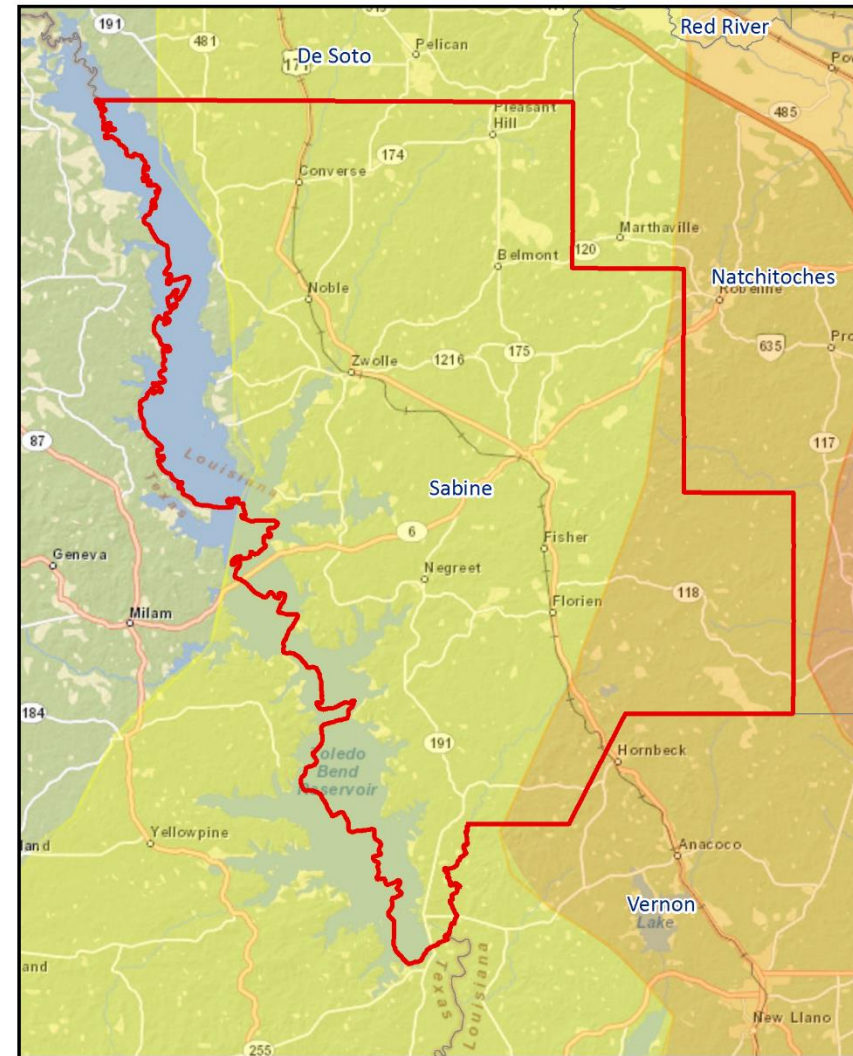 Red River
191
481
De Soto
171
Pelican
485
Pleasant
Hill
174
Converse
Marthaville
120
Belmont
Natchitoches
Robeline
Noble
635
Zwolle
1216
175
117
87
Louisiana
Texas
Sabine
6
Fisher
Geneva
Negreet
118
Florien
Milam
184
191
Toledo
Bend
Reservoir
Hornbeck
Yellowpine
Anacoco
land
Vernon
Lake
and
Texas
Louisiana
New Llano
255